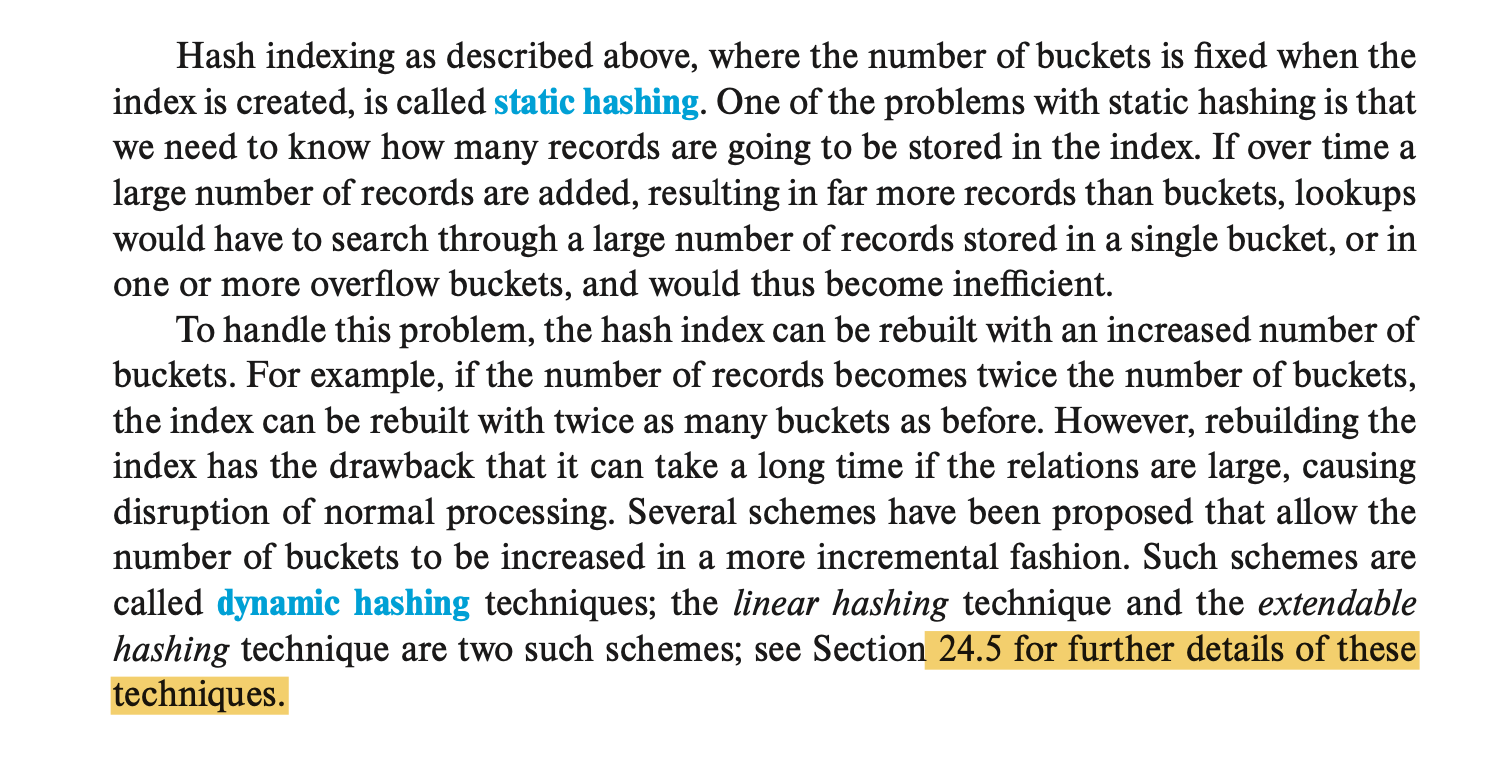 Hash indexing as described above, where the number of buckets is fixed when the
index is created, is called static hashing. One of the problems with static hashing is that
we need to know how many records are going to be stored in the index. If over time a
large number of records are added, resulting in far more records than buckets, lookups
would have to search through a large number of records stored in a single bucket, or in
one or more overflow buckets, and would thus become inefficient.
To handle this problem, the hash index can be rebuilt with an increased number of
buckets. For example, if the number of records becomes twice the number of buckets,
the index can be rebuilt with twice as many buckets as before. However, rebuilding the
index has the drawback that it can take a long time if the relations are large, causing
disruption of normal processing. Several schemes have been proposed that allow the
number of buckets to be increased in a more incremental fashion. Such schemes are
called dynamic hashing techniques; the linear hashing technique and the extendable
hashing technique are two such schemes; see Section 24.5 for further details of these
techniques.